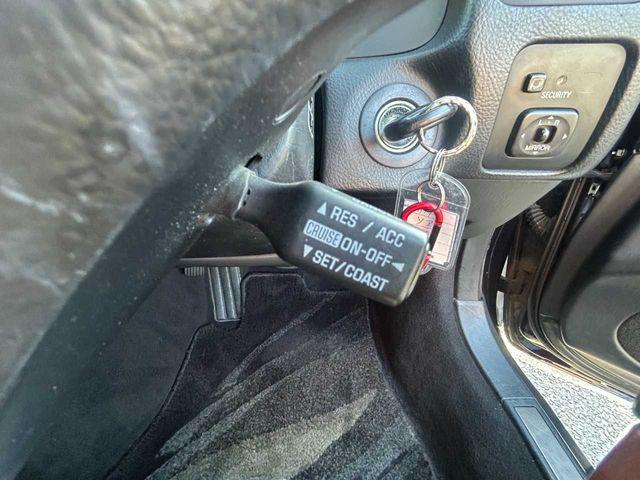 SECURITY
L R
MIRROR
▲ RES / ACC
CRUISE ON-OFF ◀
▼ SET/COAST